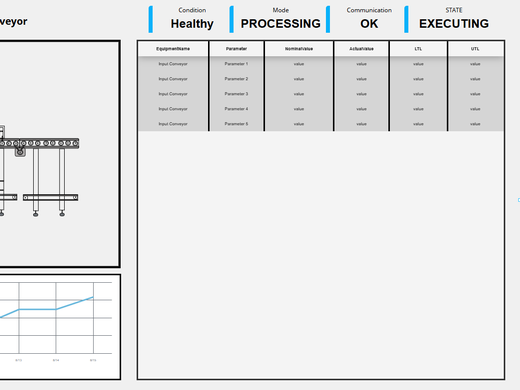 veyor
Condition
Healthy
Mode
PROCESSING
Communication
OK
STATE
EXECUTING
EquipmentName Parameter NominalValue ActualValue LTL UTL
Input Conveyor Parameter 1 value value value value
Input Conveyor Parameter 2 value value value value
Input Conveyor Parameter 3 value value value value
Input Conveyor Parameter 4 value value value value
Input Conveyor Parameter 5 value value value value